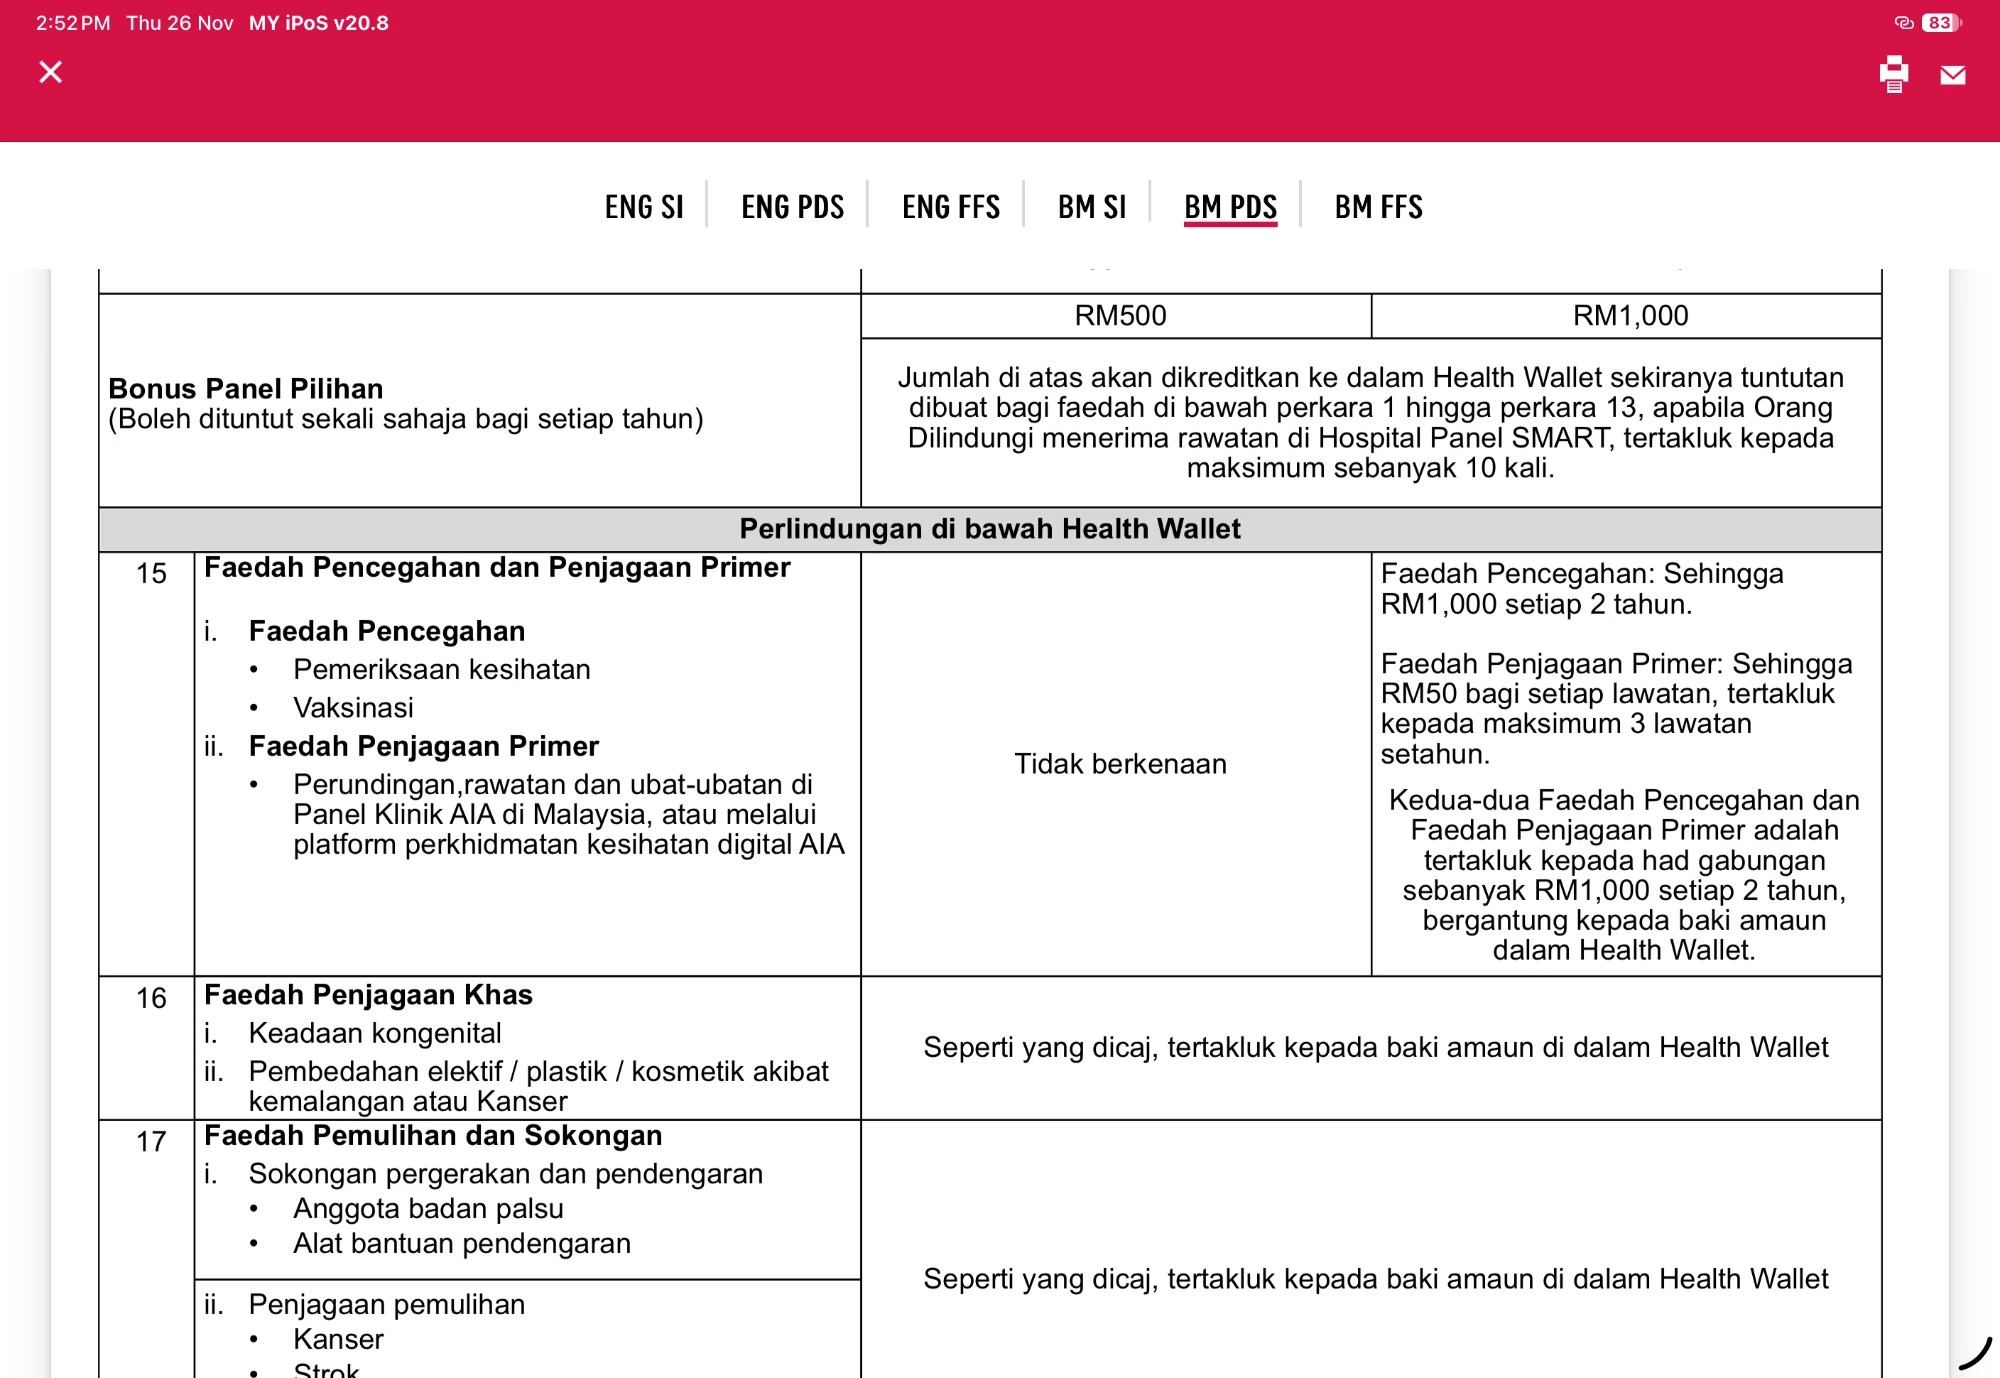 2:52 PM Thu 26 Nov MY iPoS v20.8
83
ENG SI
ENG PDS
ENG FFS
BM SI
BM PDS
BM FFS
RM500
RM1,000
Bonus Panel Pilihan
(Boleh dituntut sekali sahaja bagi setiap tahun)
Jumlah di atas akan dikreditkan ke dalam Health Wallet sekiranya tuntutan
dibuat bagi faedah di bawah perkara 1 hingga perkara 13, apabila Orang
Dilindungi menerima rawatan di Hospital Panel SMART, tertakluk kepada
maksimum sebanyak 10 kali.
Perlindungan di bawah Health Wallet
15
Faedah Pencegahan dan Penjagaan Primer
i. Faedah Pencegahan
• Pemeriksaan kesihatan
• Vaksinasi
ii. Faedah Penjagaan Primer
• Perundingan,rawatan dan ubat-ubatan di
Panel Klinik AIA di Malaysia, atau melalui
platform perkhidmatan kesihatan digital AIA
Tidak berkenaan
Faedah Pencegahan: Sehingga
RM1,000 setiap 2 tahun.
Faedah Penjagaan Primer: Sehingga
RM50 bagi setiap lawatan, tertakluk
kepada maksimum 3 lawatan
setahun.
Kedua-dua Faedah Pencegahan dan
Faedah Penjagaan Primer adalah
tertakluk kepada had gabungan
sebanyak RM1,000 setiap 2 tahun,
bergantung kepada baki amaun
dalam Health Wallet.
16
Faedah Penjagaan Khas
i. Keadaan kongenital
ii. Pembedahan elektif / plastik / kosmetik akibat
kemalangan atau Kanser
Seperti yang dicaj, tertakluk kepada baki amaun di dalam Health Wallet
17
Faedah Pemulihan dan Sokongan
i. Sokongan pergerakan dan pendengaran
• Anggota badan palsu
• Alat bantuan pendengaran
ii. Penjagaan pemulihan
• Kanser
• Strok
Seperti yang dicaj, tertakluk kepada baki amaun di dalam Health Wallet